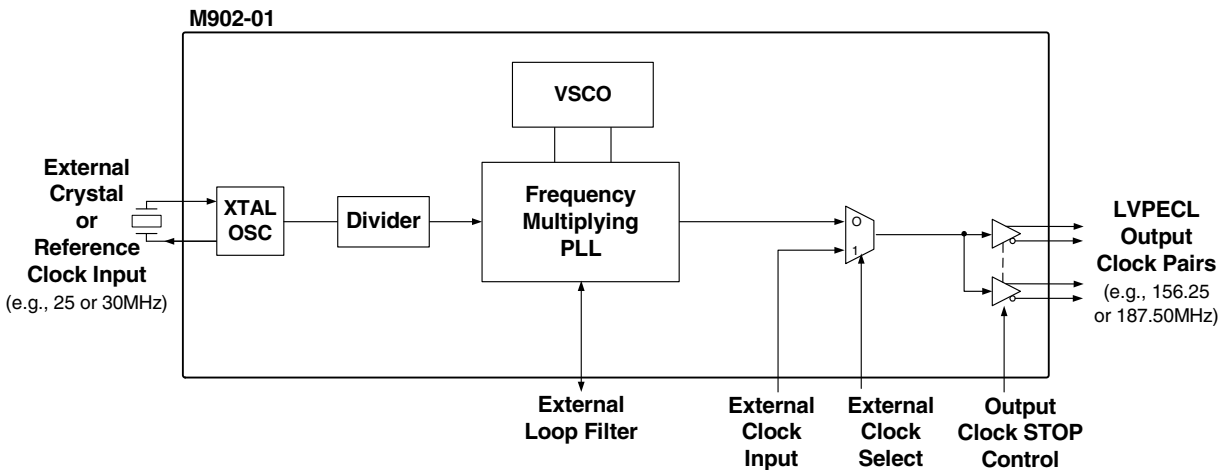 M902-01
VSCO
External
Crystal
or
Reference
Clock Input
(e.g., 25 or 30MHz)
XTAL
OSC
Divider
Frequency
Multiplying
PLL
0
1
LVPECL
Output
Clock Pairs
(e.g., 156.25
or 187.50MHz)
External
Loop Filter
External
Clock
Input
External
Clock
Select
Output
Clock STOP
Control